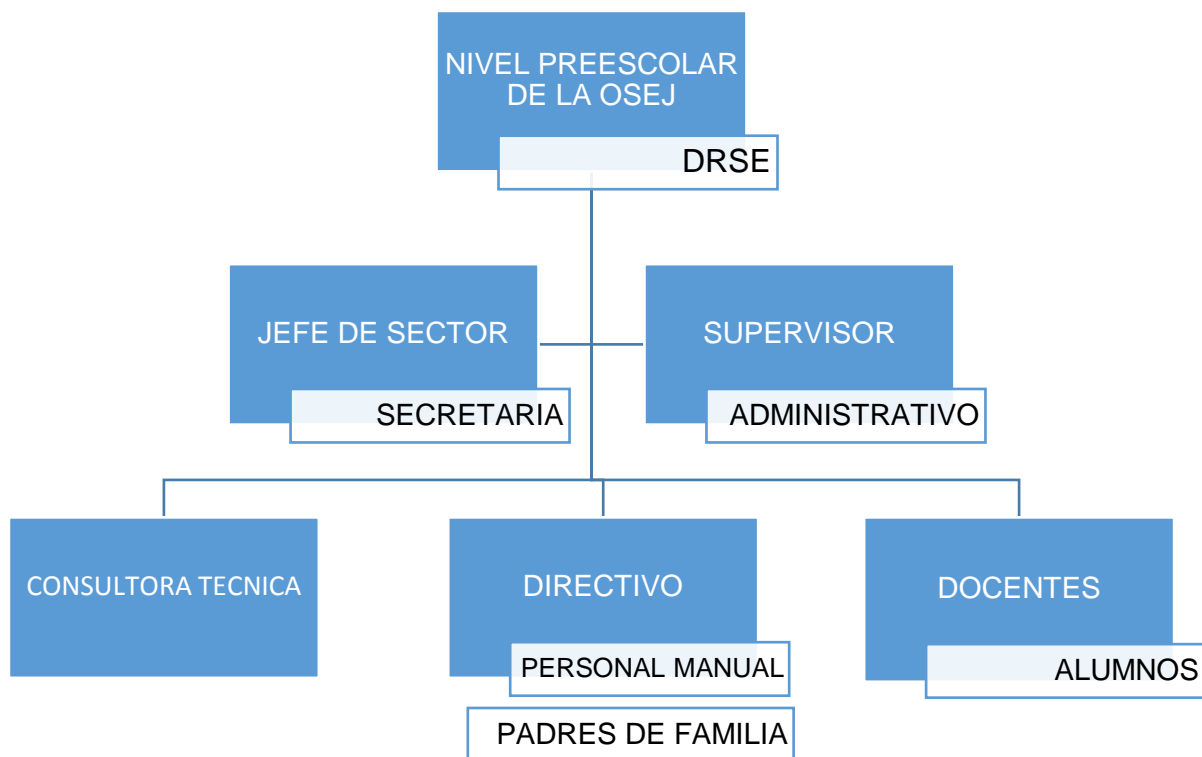 NIVEL PREESCOLAR
DE LA OSEJ
DRSE
JEFE DE SECTOR
SECRETARIA
SUPERVISOR
ADMINISTRATIVO
CONSULTORA TECNICA
DIRECTIVO
PERSONAL MANUAL
PADRES DE FAMILIA
DOCENTES
ALUMNOS